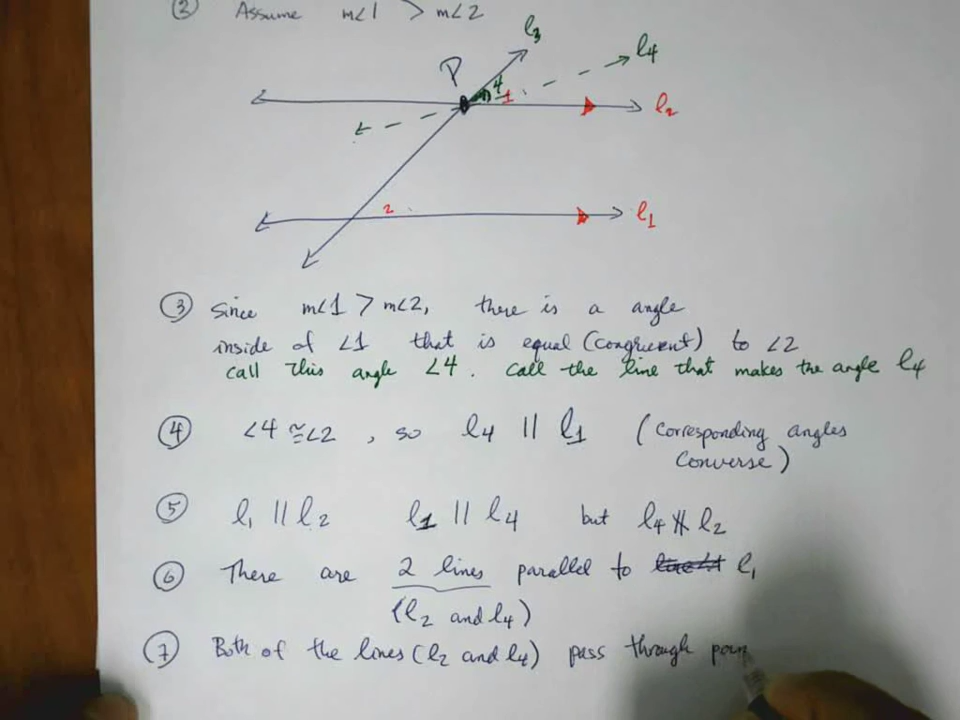 ② Assume m∠1 > m∠2
l₃
l₄
P
4
1
l₂
2
l₁
③ Since m∠1 > m∠2, there is a angle
inside of ∠1 that is equal (congruent) to ∠2
call this angle ∠4. call the line that makes the angle l₄
④ ∠4 ≅ ∠2, so l₄ || l₁ (corresponding angles
converse)
⑤ l₁ || l₂ l₁ || l₄ but l₄ ∦ l₂
⑥ There are 2 lines parallel to l₁
(l₂ and l₄)
⑦ Both of the lines (l₂ and l₄) pass through poin